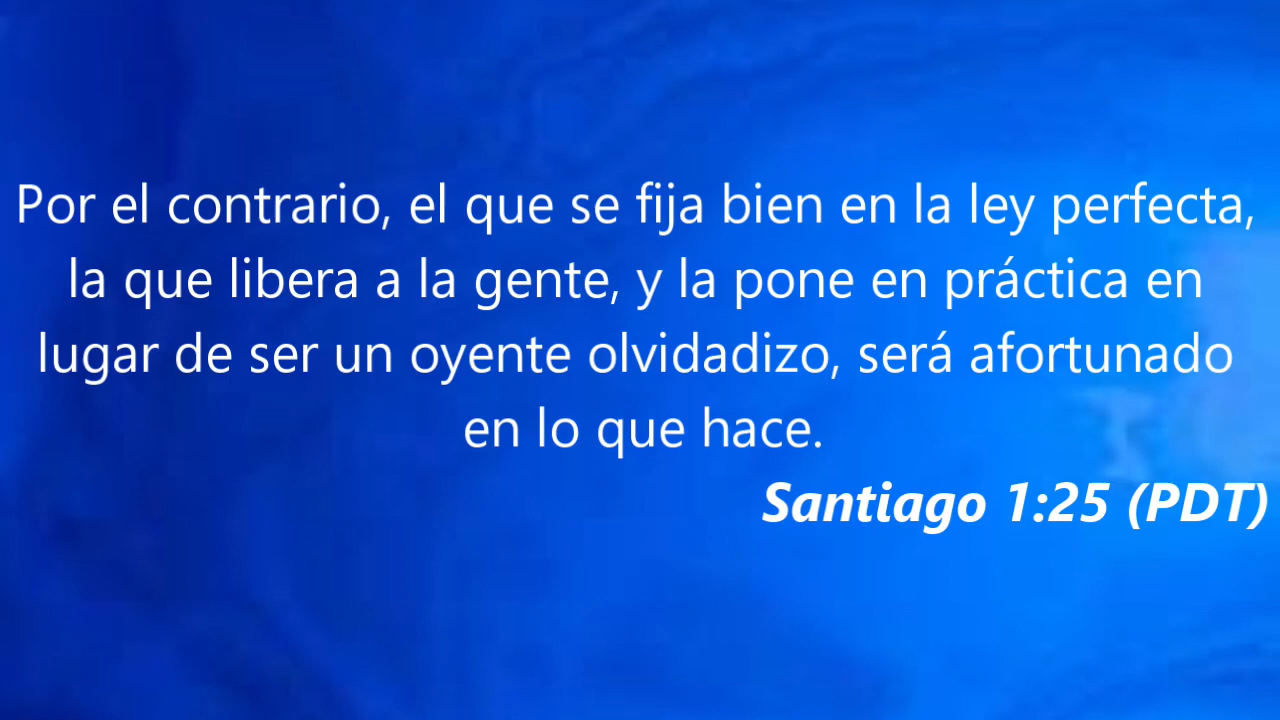 Por el contrario, el que se fija bien en la ley perfecta,
la que libera a la gente, y la pone en práctica en
lugar de ser un oyente olvidadizo, será afortunado
en lo que hace.
Santiago 1:25 (PDT)